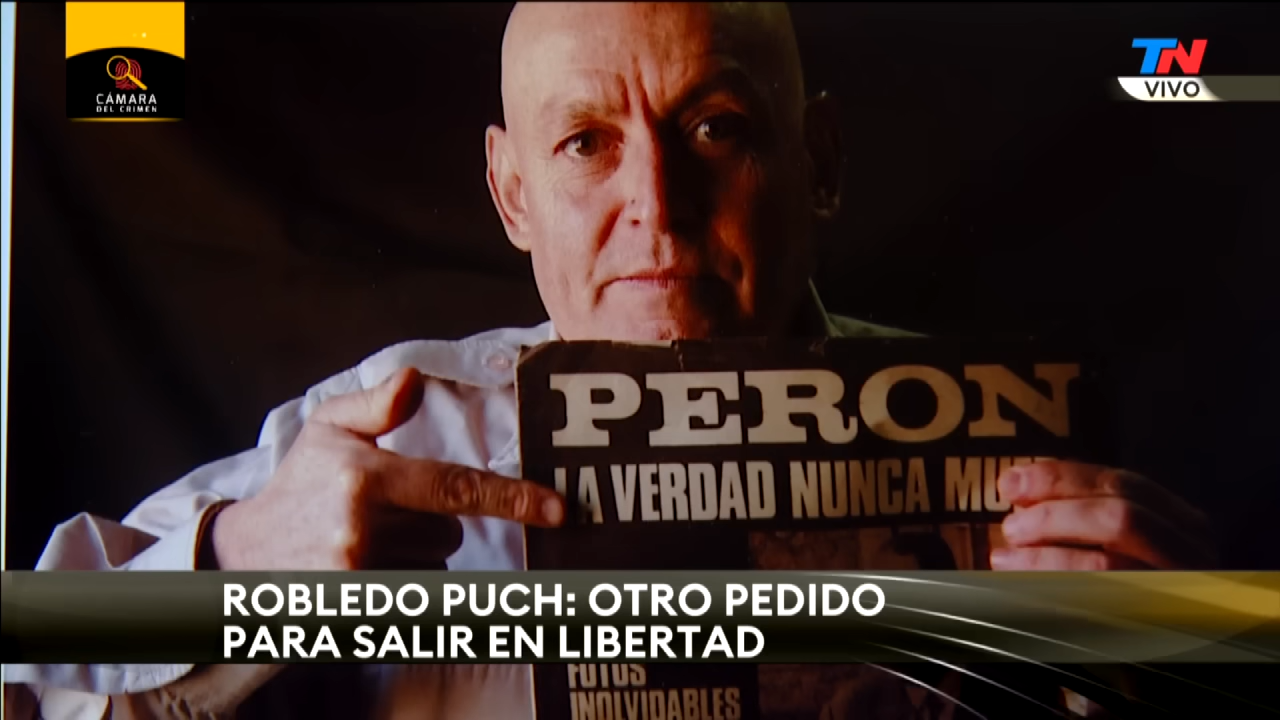 CÁMARA
DEL CRIMEN
TN
VIVO
PERON
LA VERDAD NUNCA
ROBLEDO PUCH: OTRO PEDIDO
PARA SALIR EN LIBERTAD
FOTOS
INOLVIDABLES